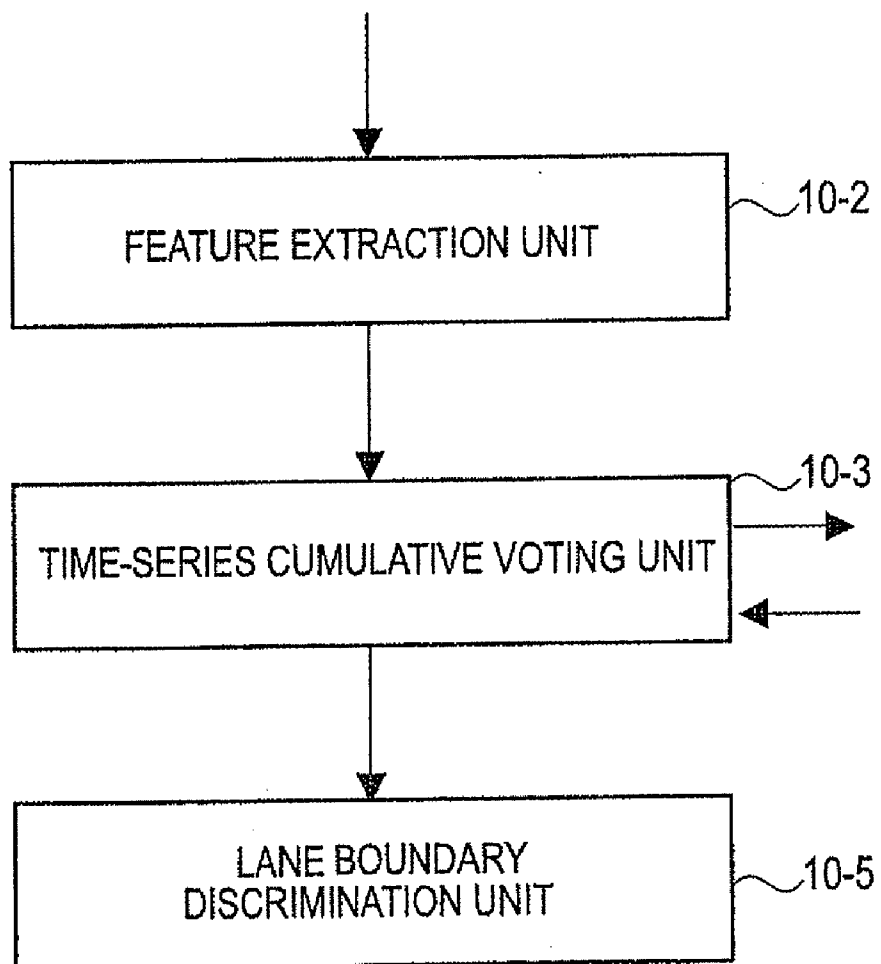 10-2
FEATURE EXTRACTION UNIT
10-3
TIME-SERIES CUMULATIVE VOTING UNIT
LANE BOUNDARY
DISCRIMINATION UNIT
10-5